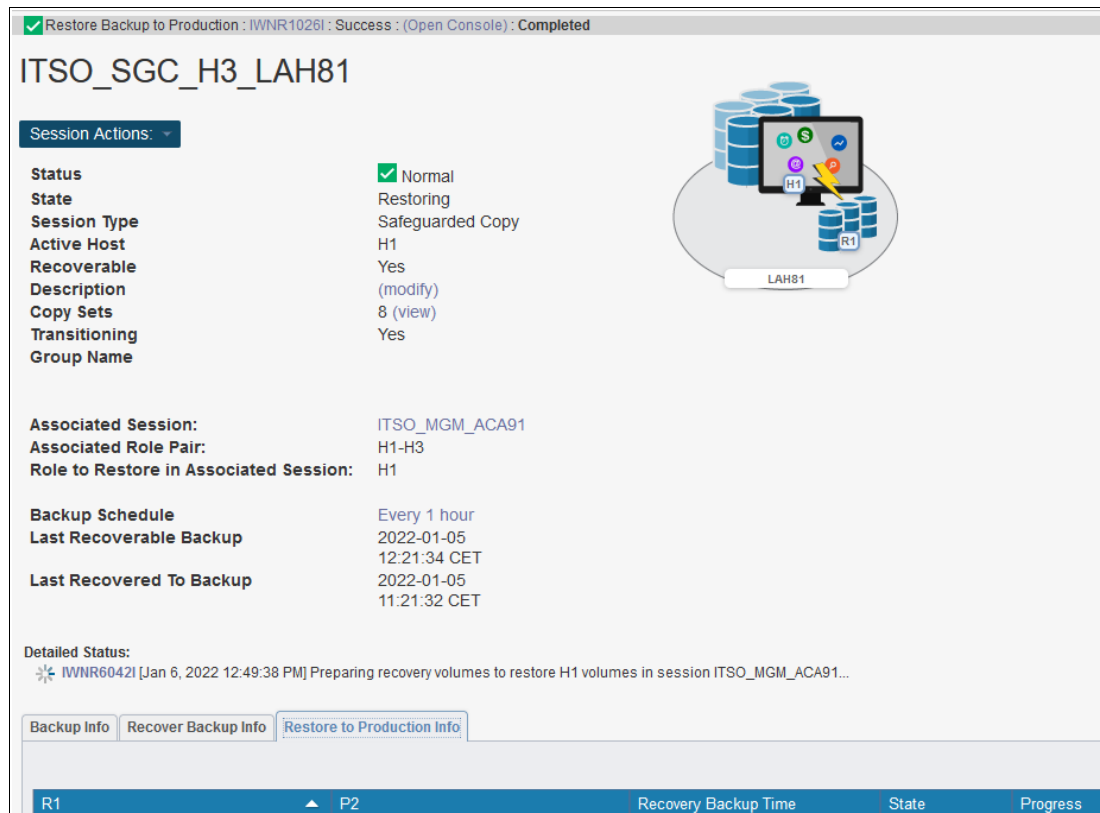 Restore Backup to Production : IWNR1026I : Success : (Open Console) : Completed
ITSO_SGC_H3_LAH81
Session Actions:
Status Normal
State Restoring
Session Type Safeguarded Copy
Active Host H1
Recoverable Yes
Description (modify)
Copy Sets 8 (view)
Transitioning Yes
Group Name
H1
R1
LAH81
Associated Session: ITSO_MGM_ACA91
Associated Role Pair: H1-H3
Role to Restore in Associated Session: H1
Backup Schedule Every 1 hour
Last Recoverable Backup 2022-01-05
12:21:34 CET
Last Recovered To Backup 2022-01-05
11:21:32 CET
Detailed Status:
IWNR6042I [Jan 6, 2022 12:49:38 PM] Preparing recovery volumes to restore H1 volumes in session ITSO_MGM_ACA91...
Backup Info Recover Backup Info Restore to Production Info
R1 P2 Recovery Backup Time State Progress